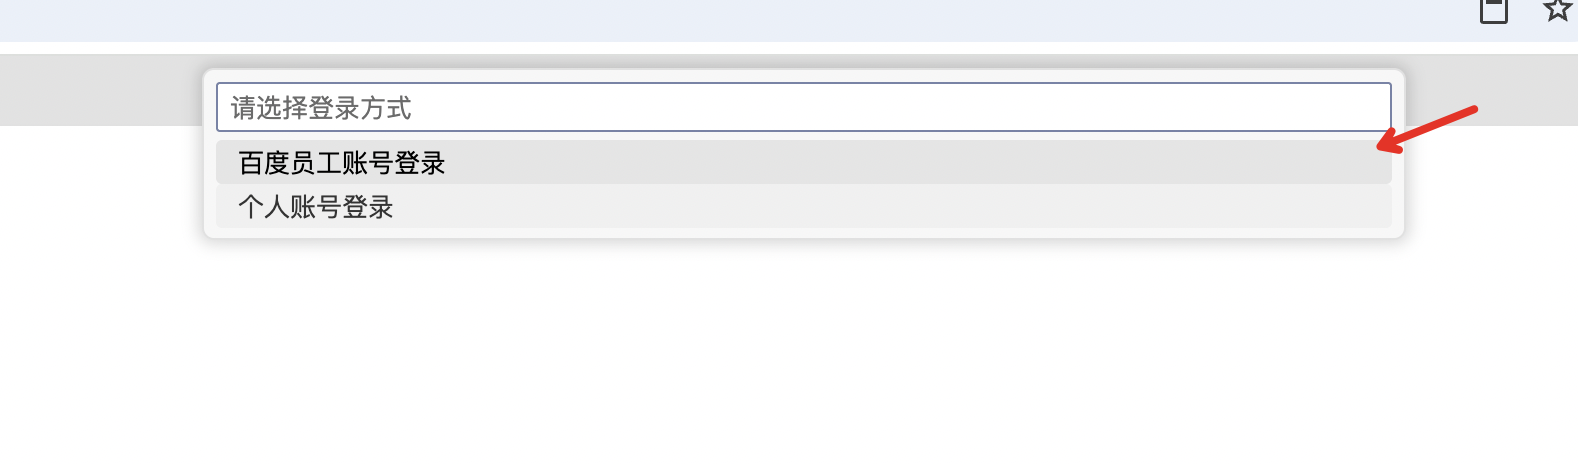 请选择登录方式
百度员工账号登录
个人账号登录